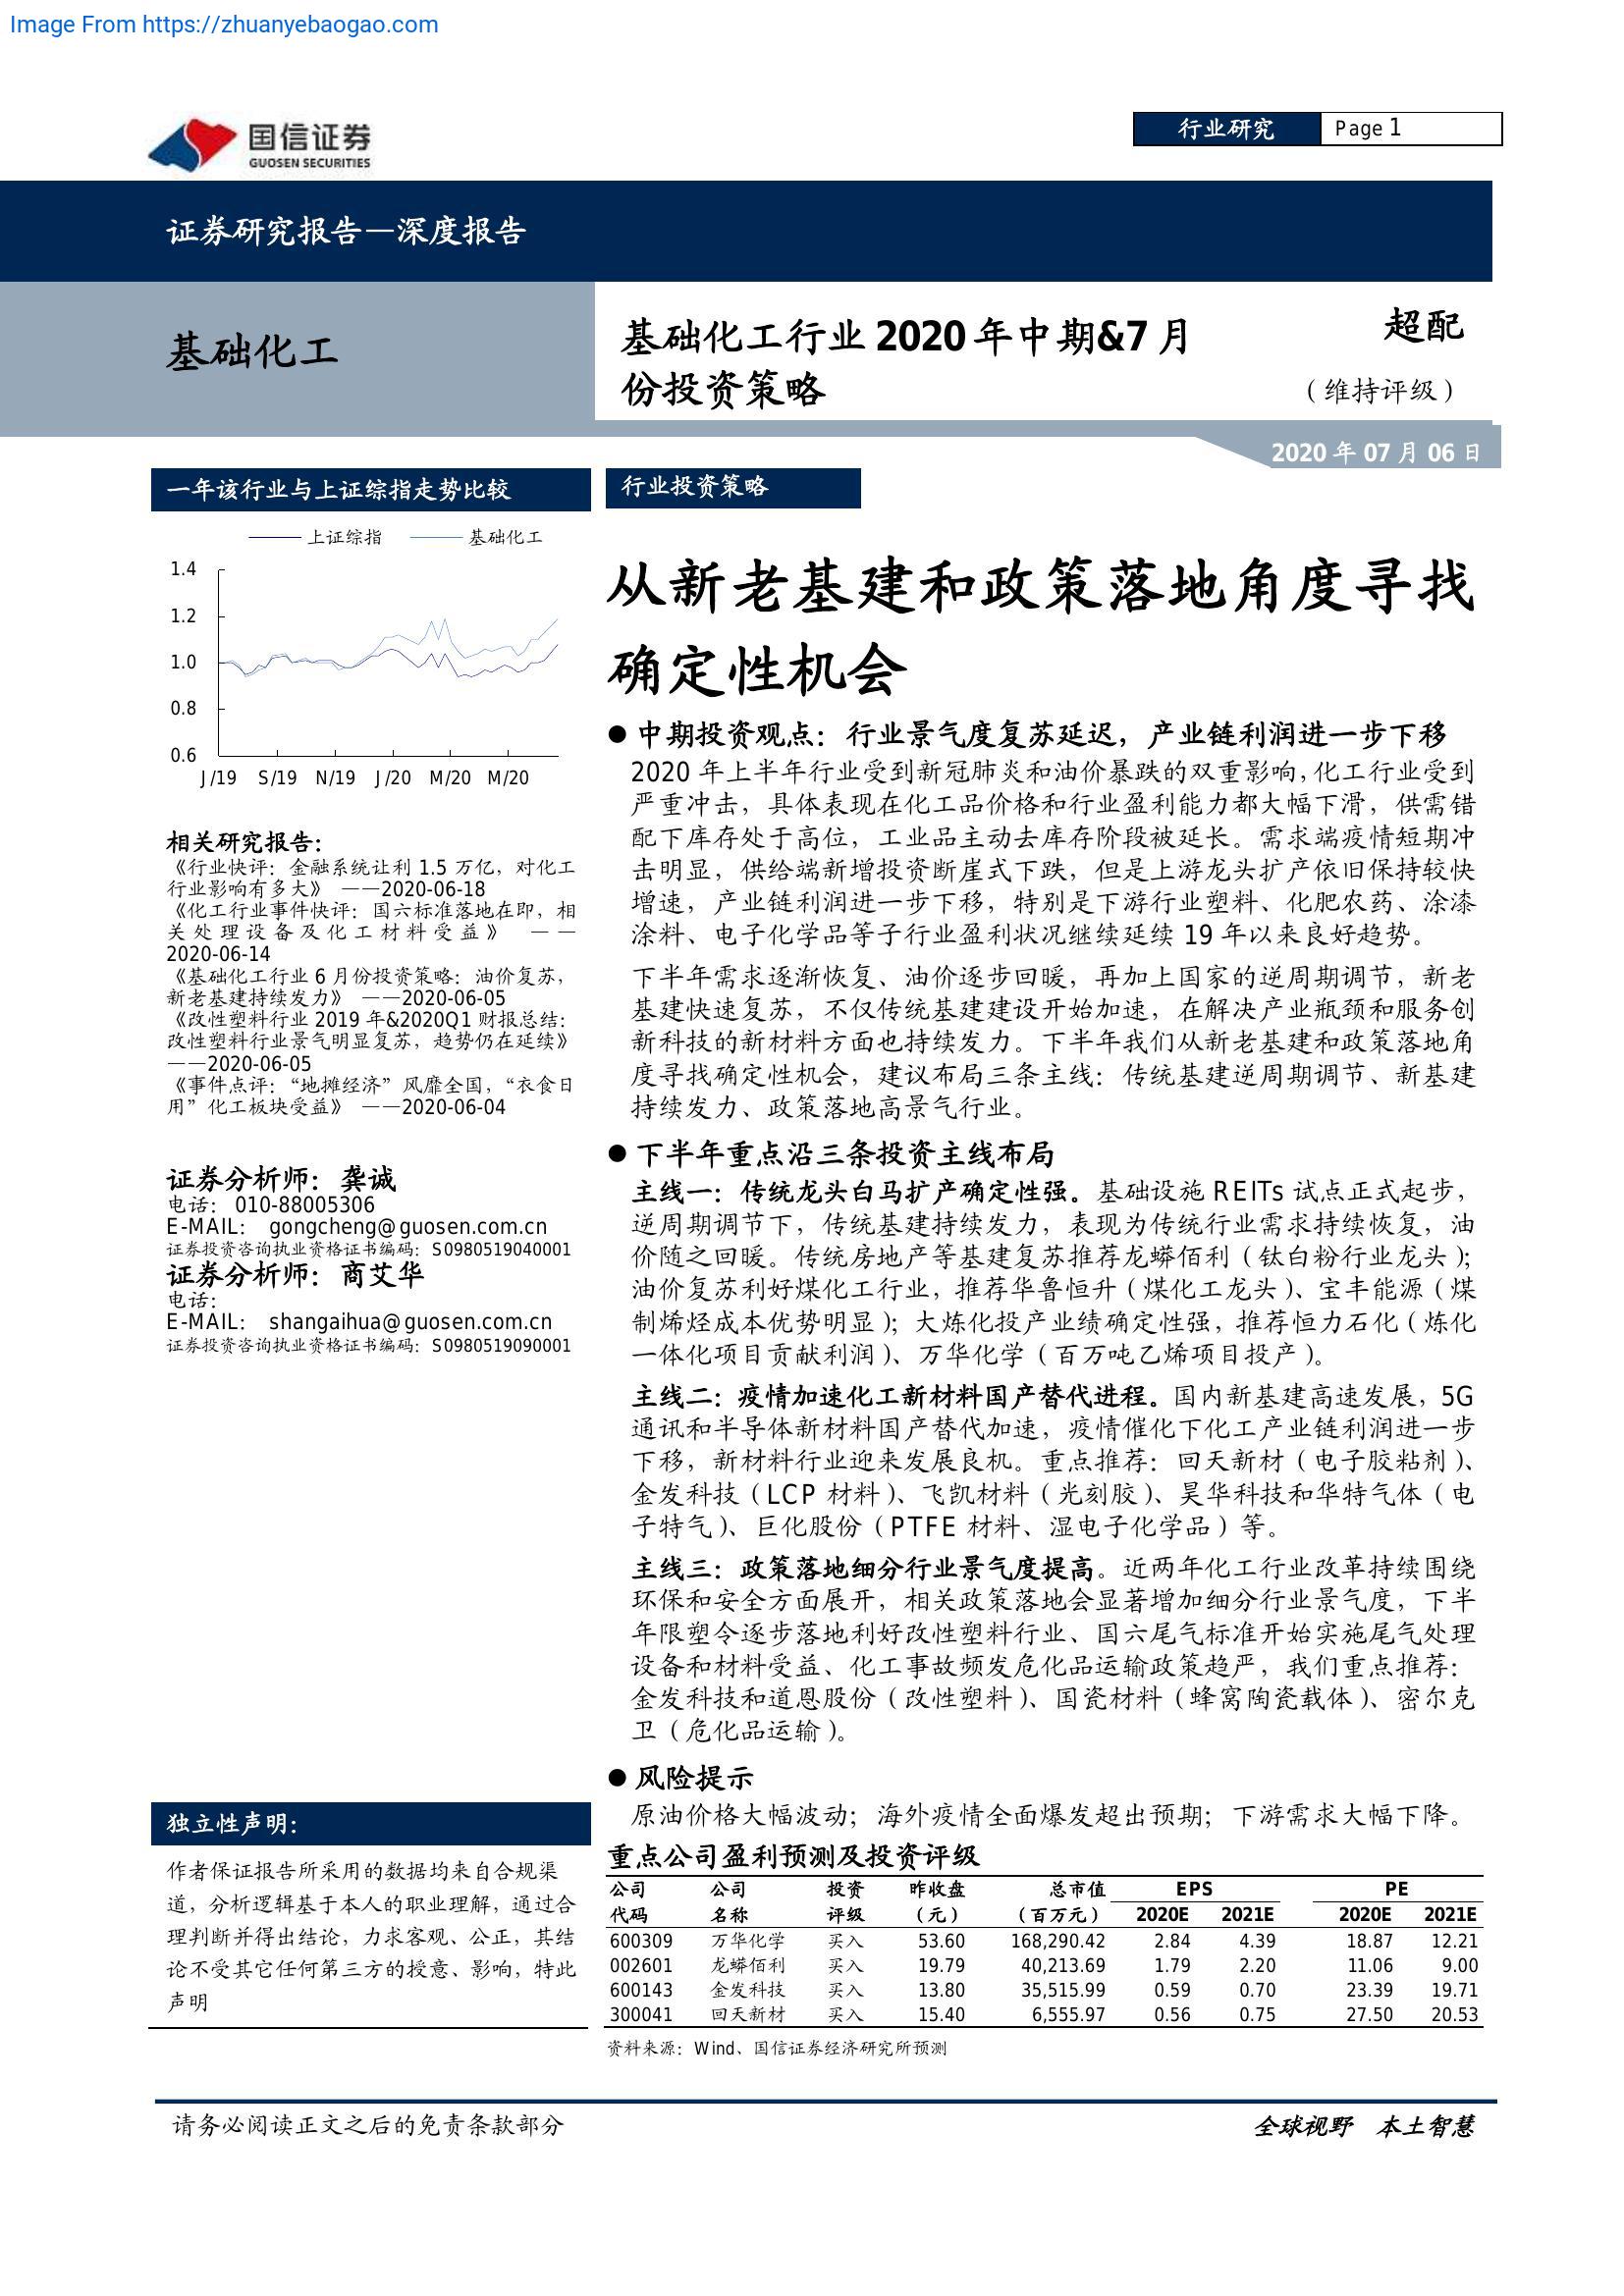 Image From https://zhuanyebaogao.com
国信证券
GUOSEN SECURITIES
行业研究
Page 1
证券研究报告—深度报告
基础化工
基础化工行业 2020 年中期&7 月
份投资策略
超配
（维持评级）
2020 年 07 月 06 日
一年该行业与上证综指走势比较
上证综指 基础化工
1.4
1.2
1.0
0.8
0.6
J/19 S/19 N/19 J/20 M/20 M/20
相关研究报告：
《行业快评：金融系统让利 1.5 万亿，对化工
行业影响有多大》 ——2020-06-18
《化工行业事件快评：国六标准落地在即，相
关处理设备及化工材料受益》 ——
2020-06-14
《基础化工行业 6 月份投资策略：油价复苏，
新老基建持续发力》 ——2020-06-05
《改性塑料行业 2019 年&2020Q1 财报总结：
改性塑料行业景气明显复苏，趋势仍在延续》
——2020-06-05
《事件点评：“地摊经济”风靡全国，“衣食日
用”化工板块受益》 ——2020-06-04
证券分析师：龚诚
电话： 010-88005306
E-MAIL： gongcheng@guosen.com.cn
证券投资咨询执业资格证书编码：S0980519040001
证券分析师：商艾华
电话：
E-MAIL： shangaihua@guosen.com.cn
证券投资咨询执业资格证书编码：S0980519090001
独立性声明：
作者保证报告所采用的数据均来自合规渠
道，分析逻辑基于本人的职业理解，通过合
理判断并得出结论，力求客观、公正，其结
论不受其它任何第三方的授意、影响，特此
声明
行业投资策略
从新老基建和政策落地角度寻找
确定性机会
● 中期投资观点：行业景气度复苏延迟，产业链利润进一步下移
2020 年上半年行业受到新冠肺炎和油价暴跌的双重影响，化工行业受到
严重冲击，具体表现在化工品价格和行业盈利能力都大幅下滑，供需错
配下库存处于高位，工业品主动去库存阶段被延长。需求端疫情短期冲
击明显，供给端新增投资断崖式下跌，但是上游龙头扩产依旧保持较快
增速，产业链利润进一步下移，特别是下游行业塑料、化肥农药、涂漆
涂料、电子化学品等子行业盈利状况继续延续 19 年以来良好趋势。
下半年需求逐渐恢复、油价逐步回暖，再加上国家的逆周期调节，新老
基建快速复苏，不仅传统基建建设开始加速，在解决产业瓶颈和服务创
新科技的新材料方面也持续发力。下半年我们从新老基建和政策落地角
度寻找确定性机会，建议布局三条主线：传统基建逆周期调节、新基建
持续发力、政策落地高景气行业。
● 下半年重点沿三条投资主线布局
主线一：传统龙头白马扩产确定性强。基础设施 REITs 试点正式起步，
逆周期调节下，传统基建持续发力，表现为传统行业需求持续恢复，油
价随之回暖。传统房地产等基建复苏推荐龙蟒佰利（钛白粉行业龙头）；
油价复苏利好煤化工行业，推荐华鲁恒升（煤化工龙头）、宝丰能源（煤
制烯烃成本优势明显）；大炼化投产业绩确定性强，推荐恒力石化（炼化
一体化项目贡献利润）、万华化学（百万吨乙烯项目投产）。
主线二：疫情加速化工新材料国产替代进程。国内新基建高速发展，5G
通讯和半导体新材料国产替代加速，疫情催化下化工产业链利润进一步
下移，新材料行业迎来发展良机。重点推荐：回天新材（电子胶粘剂）、
金发科技（LCP 材料）、飞凯材料（光刻胶）、昊华科技和华特气体（电
子特气）、巨化股份（PTFE 材料、湿电子化学品）等。
主线三：政策落地细分行业景气度提高。近两年化工行业改革持续围绕
环保和安全方面展开，相关政策落地会显著增加细分行业景气度，下半
年限塑令逐步落地利好改性塑料行业、国六尾气标准开始实施尾气处理
设备和材料受益、化工事故频发危化品运输政策趋严，我们重点推荐：
金发科技和道恩股份（改性塑料）、国瓷材料（蜂窝陶瓷载体）、密尔克
卫（危化品运输）。
● 风险提示
原油价格大幅波动；海外疫情全面爆发超出预期；下游需求大幅下降。
重点公司盈利预测及投资评级
公司 公司 投资 昨收盘 总市值 EPS PE
代码 名称 评级 （元） （百万元） 2020E 2021E 2020E 2021E
600309 万华化学 买入 53.60 168,290.42 2.84 4.39 18.87 12.21
002601 龙蟒佰利 买入 19.79 40,213.69 1.79 2.20 11.06 9.00
600143 金发科技 买入 13.80 35,515.99 0.59 0.70 23.39 19.71
300041 回天新材 买入 15.40 6,555.97 0.56 0.75 27.50 20.53
资料来源：Wind、国信证券经济研究所预测
请务必阅读正文之后的免责条款部分
全球视野 本土智慧